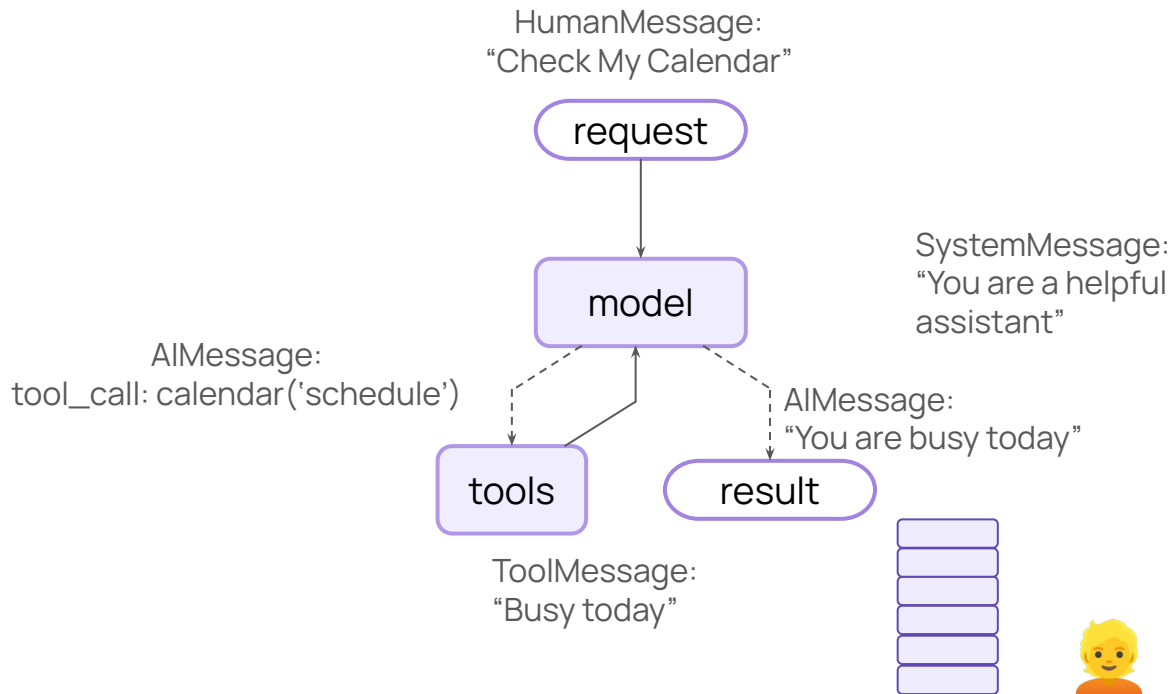 HumanMessage:
“Check My Calendar”
request
SystemMessage:
“You are a helpful
assistant”
model
AIMessage:
tool_call: calendar(‘schedule’)
AIMessage:
“You are busy today”
tools
result
ToolMessage:
“Busy today”